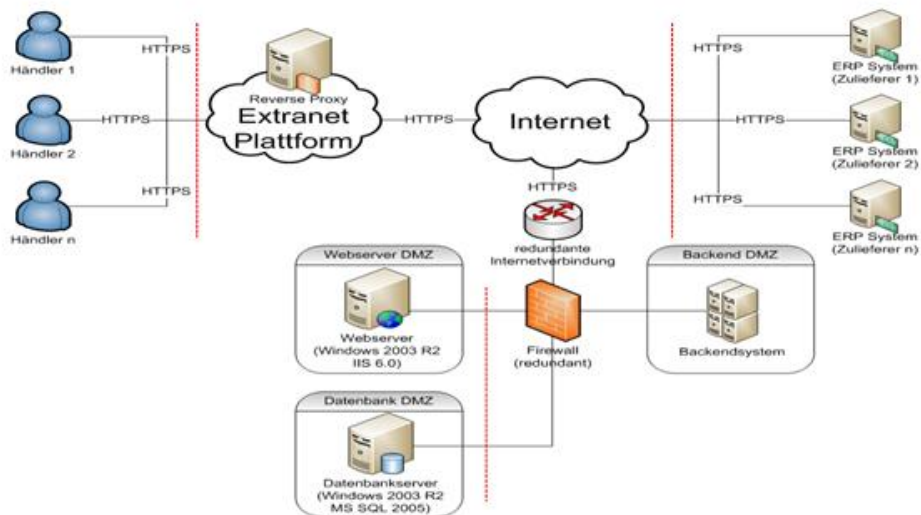 Händler 1
HTTPS
Händler 2
HTTPS
Händler n
HTTPS
Reverse Proxy
Extranet
Plattform
HTTPS
Internet
HTTPS
HTTPS
HTTPS
HTTPS
ERP System
(Zulieferer 1)
ERP System
(Zulieferer 2)
ERP System
(Zulieferer n)
redundante
Internetverbindung
Webserver DMZ
Webserver
(Windows 2003 R2
IIS 6.0)
Firewall
(redundant)
Backend DMZ
Backendsystem
Datenbank DMZ
Datenbankserver
(Windows 2003 R2
MS SQL 2005)